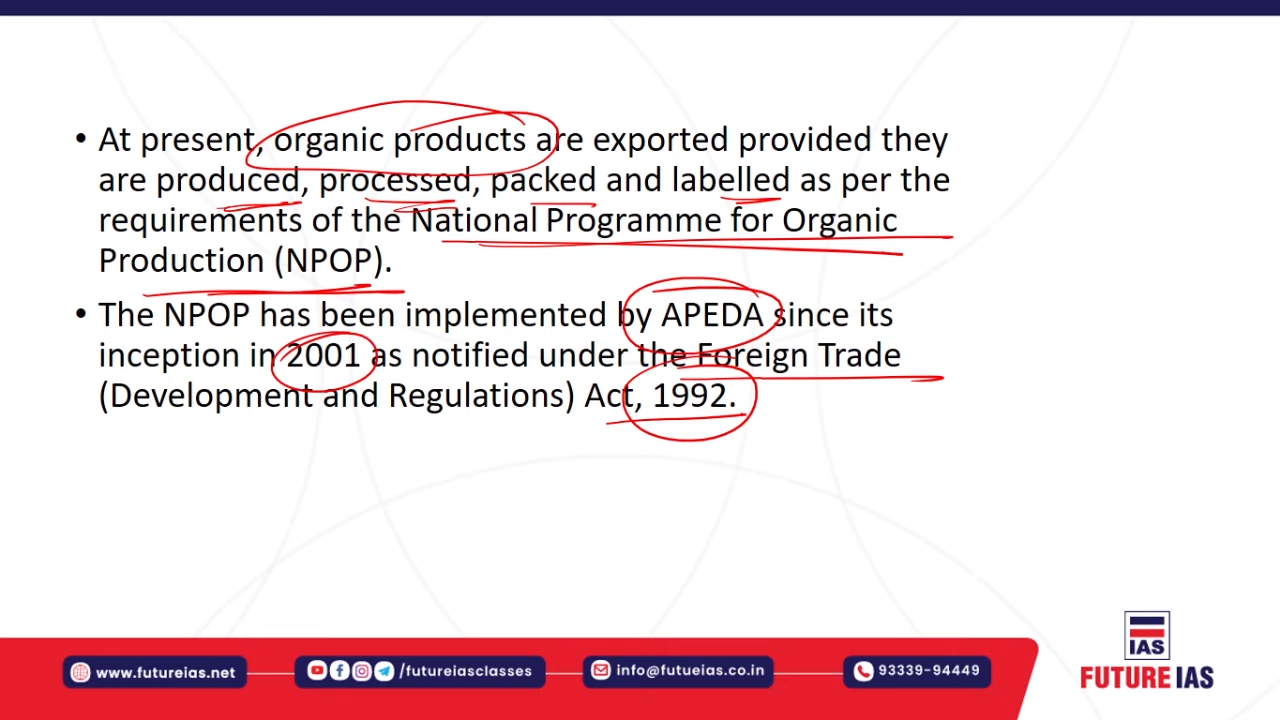 • At present, organic products are exported provided they
are produced, processed, packed and labelled as per the
requirements of the National Programme for Organic
Production (NPOP).
• The NPOP has been implemented by APEDA since its
inception in 2001 as notified under the Foreign Trade
(Development and Regulations) Act, 1992.
IAS
FUTURE IAS
www.futureias.net
/futureiasclasses
info@futueias.co.in
93339-94449